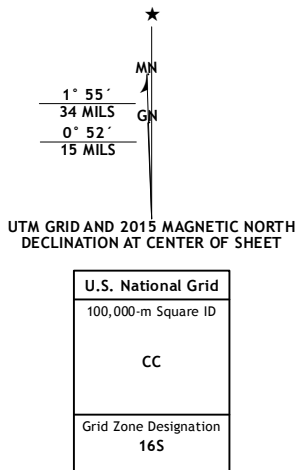 ★
MN
1° 55´
34 MILS
GN
0° 52´
15 MILS
UTM GRID AND 2015 MAGNETIC NORTH
DECLINATION AT CENTER OF SHEET
U.S. National Grid
100,000-m Square ID
CC
Grid Zone Designation
16S